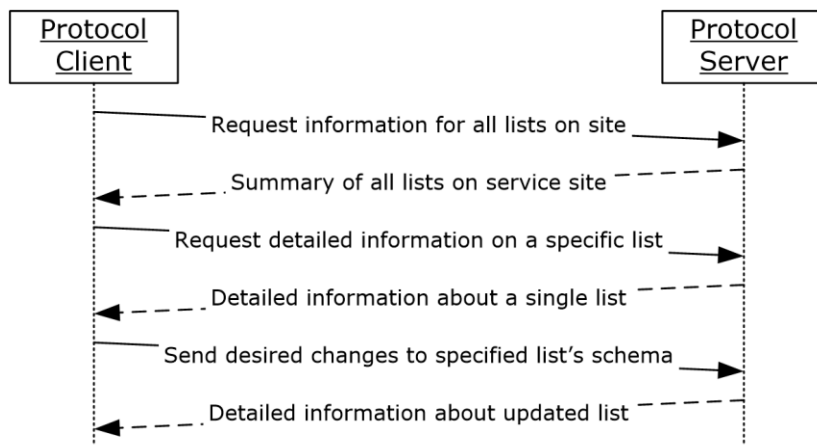 Protocol
Client
Protocol
Server
Request information for all lists on site
Summary of all lists on service site
Request detailed information on a specific list
Detailed information about a single list
Send desired changes to specified list’s schema
Detailed information about updated list